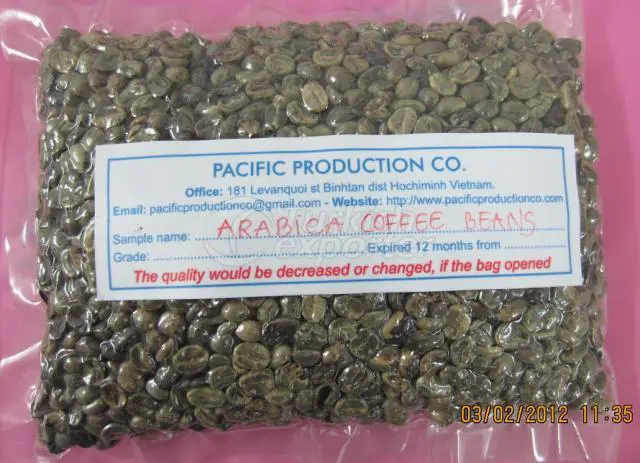 PACIFIC PRODUCTION CO.
Office: 181 Levanquoi st Binhtan dist Hochiminh Vietnam.
Email: pacificproductionco@gmail.com - Website: http://www.pacificproductionco.com
Sample name: ARABICA COFFEE BEANS
Grade: Expired 12 months from
The quality would be decreased or changed, if the bag opened
03/02/2012 11:35